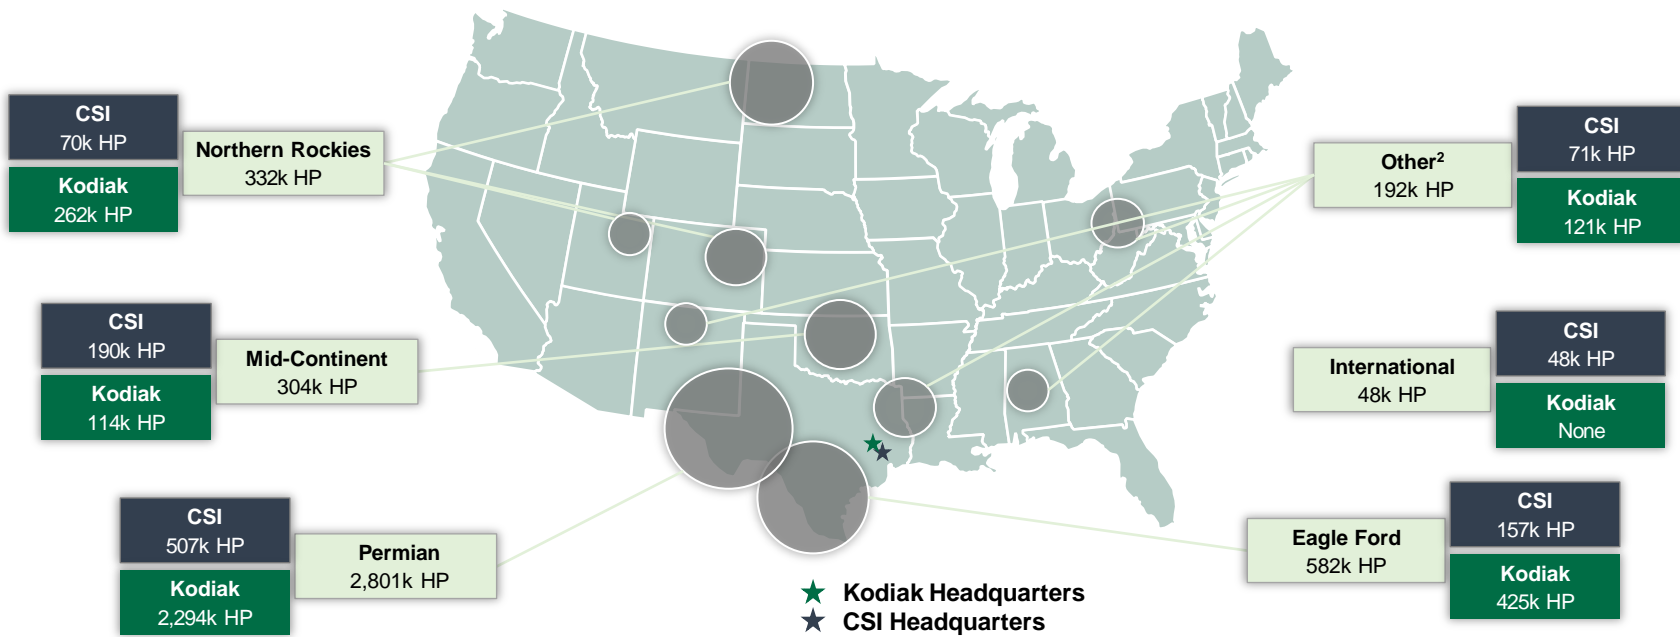 CSI
70k HP
Kodiak
262k HP
Northern Rockies
332k HP
CSI
190k HP
Kodiak
114k HP
Mid-Continent
304k HP
CSI
507k HP
Kodiak
2,294k HP
Permian
2,801k HP
Other²
192k HP
CSI
71k HP
Kodiak
121k HP
International
48k HP
CSI
48k HP
Kodiak
None
Eagle Ford
582k HP
CSI
157k HP
Kodiak
425k HP
Kodiak Headquarters
CSI Headquarters